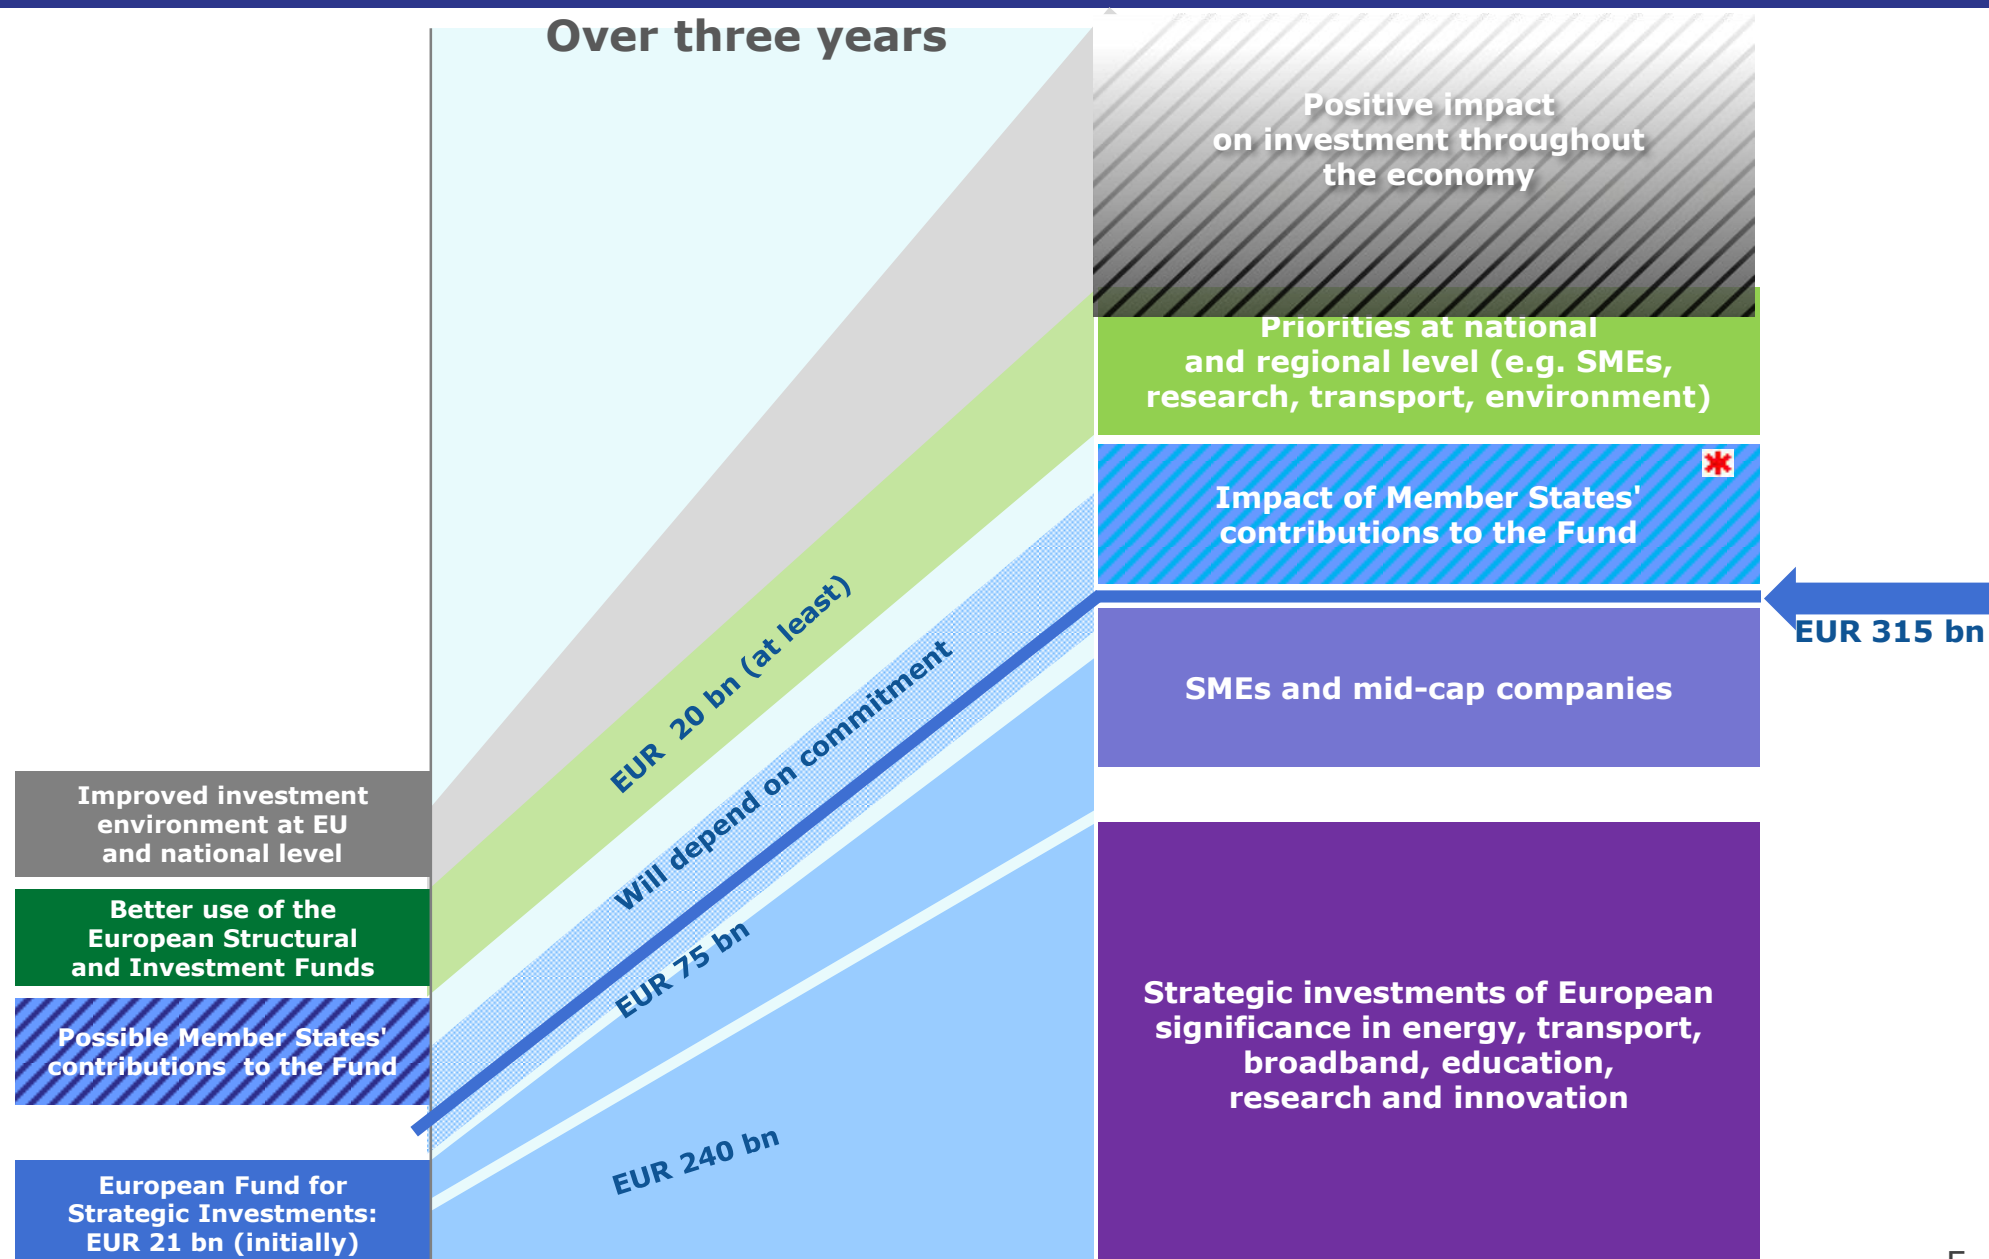 Over three years
Positive impact
on investment throughout
the economy
Priorities at national
and regional level (e.g. SMEs,
research, transport, environment)
Impact of Member States'
contributions to the Fund
EUR 315 bn
SMEs and mid-cap companies
Strategic investments of European
significance in energy, transport,
broadband, education,
research and innovation
EUR 20 bn (at least)
Will depend on commitment
EUR 75 bn
EUR 240 bn
Improved investment
environment at EU
and national level
Better use of the
European Structural
and Investment Funds
Possible Member States'
contributions to the Fund
European Fund for
Strategic Investments:
EUR 21 bn (initially)